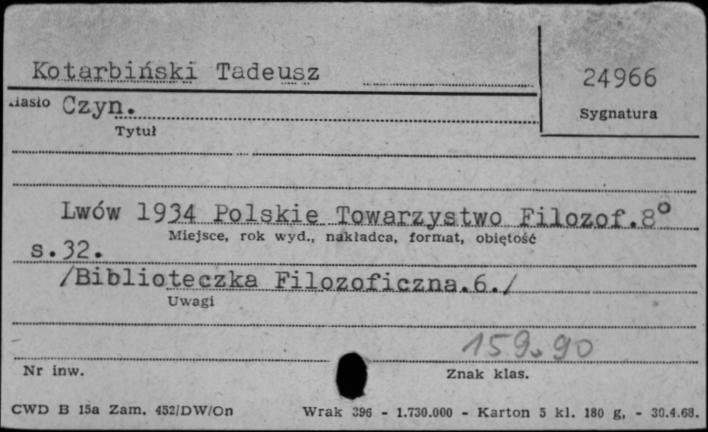 Kotarbiński Tadeusz
24966
Hasło Czyn.
Sygnatura
Tytuł
Lwów 1934 Polskie Towarzystwo Filozof.8°
Miejsce, rok wyd., nakładca, format, objętość
s.32.
/Biblioteczka Filozoficzna.6./
Uwagi
159.90
Nr inw.
Znak klas.
CWD B 15a Zam. 452/DW/On Wrak 396 - 1.730.000 - Karton 5 kl. 180 g, - 30.4.68.